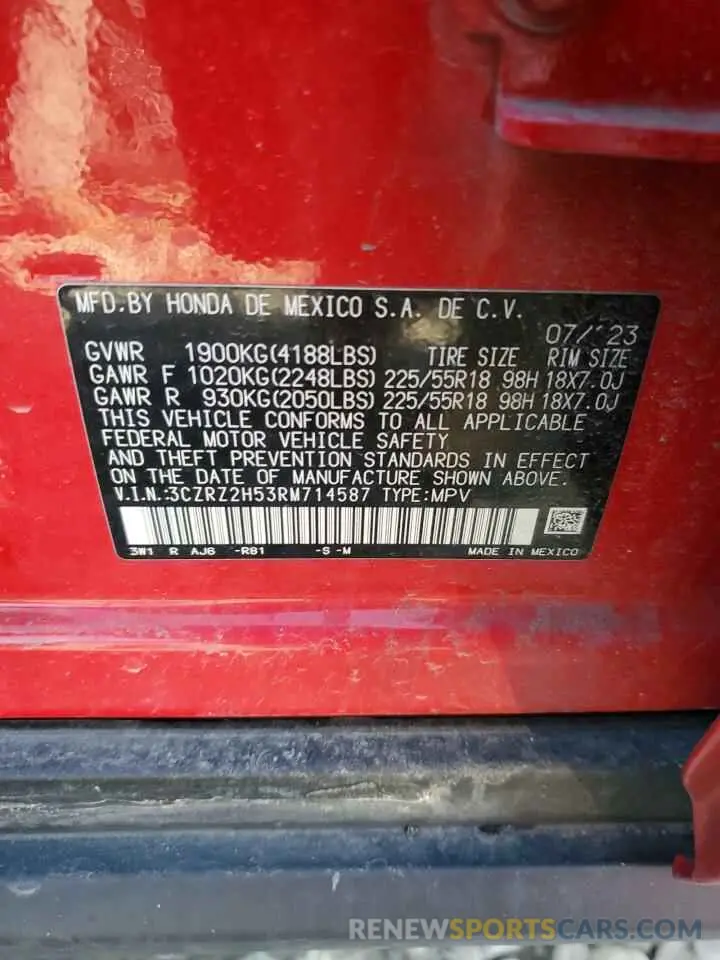 MFD.BY HONDA DE MEXICO S.A. DE C.V.
07/'23
GVWR 1900KG(4188LBS) TIRE SIZE RIM SIZE
GAWR F 1020KG(2248LBS) 225/55R18 98H 18X7.0J
GAWR R 930KG(2050LBS) 225/55R18 98H 18X7.0J
THIS VEHICLE CONFORMS TO ALL APPLICABLE
FEDERAL MOTOR VEHICLE SAFETY
AND THEFT PREVENTION STANDARDS IN EFFECT
ON THE DATE OF MANUFACTURE SHOWN ABOVE.
V.I.N.:3CZRZ2H53RM714587 TYPE:MPV
3W1 R AJ6 -RB1 -S -M MADE IN MEXICO
RENEWSPORTSCARS.COM